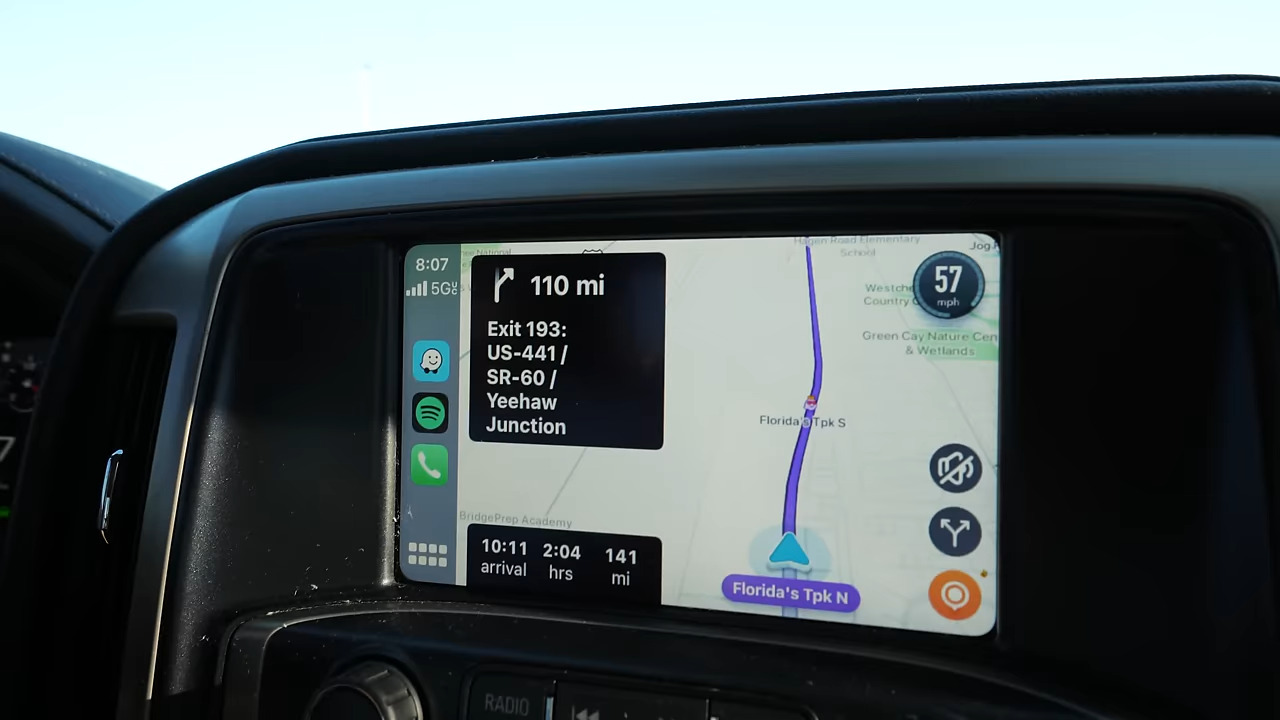 8:07
5G
110 mi
Exit 193:
US-441 /
SR-60 /
Yeehaw
Junction
Hagen Road Elementary
School
57
mph
Country
Green Cay Nature Cen
& Wetlands
Florida's Tpk S
BridgePrep Academy
10:11 2:04 141
arrival hrs mi
Florida's Tpk N
RADIO